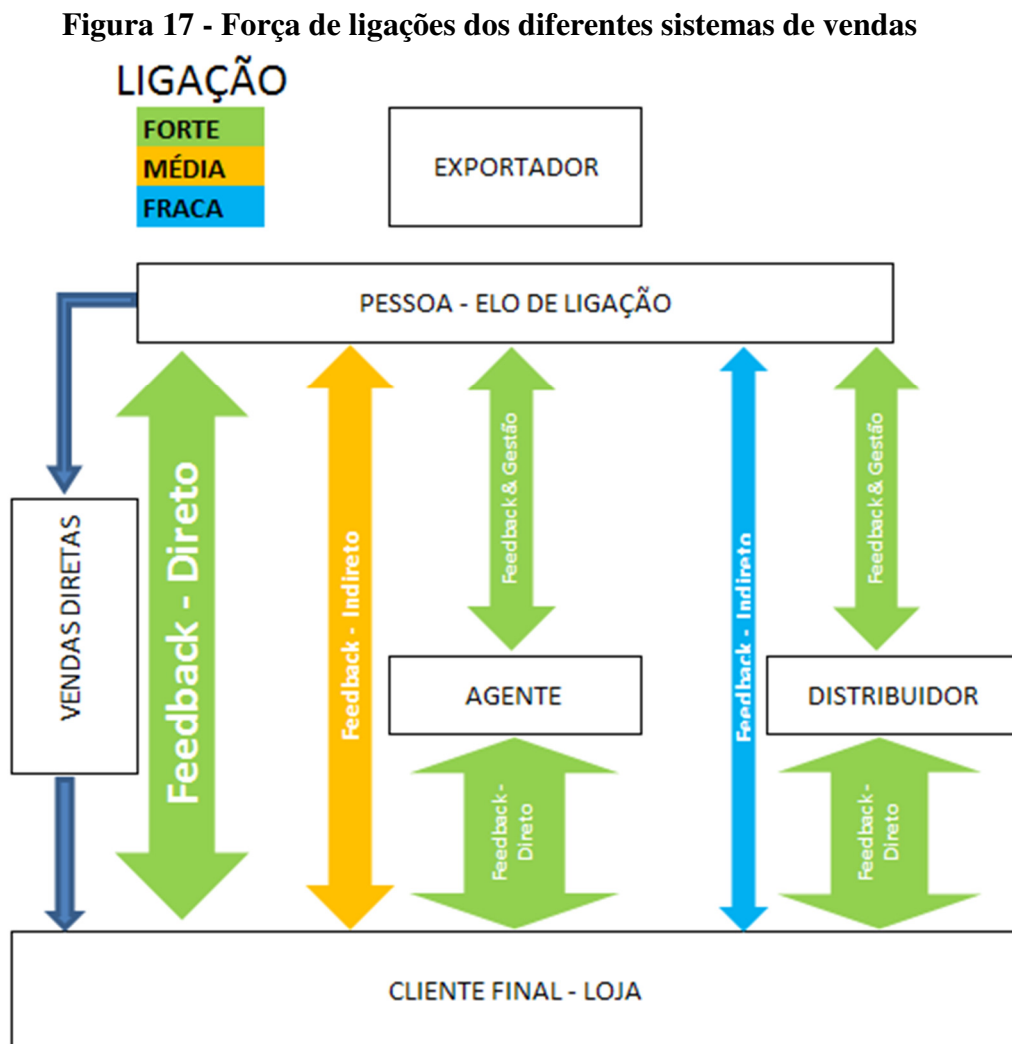 Figura 17 - Força de ligações dos diferentes sistemas de vendas
LIGAÇÃO
FORTE
MÉDIA
FRACA
EXPORTADOR
PESSOA - ELO DE LIGAÇÃO
VENDAS DIRETAS
Feedback - Direto
Feedback - Indireto
Feedback & Gestão
Feedback - Indireto
Feedback & Gestão
AGENTE
DISTRIBUIDOR
Feedback -
Direto
Feedback -
Direto
CLIENTE FINAL - LOJA